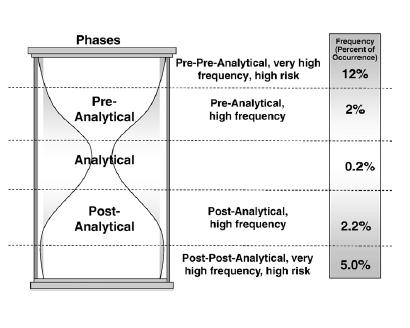 Phases
Frequency
(Percent of
Occurrence)
Pre-Pre-Analytical, very high
frequency, high risk
12%
Pre-
Analytical
Pre-Analytical,
high frequency
2%
Analytical
0.2%
Post-
Analytical
Post-Analytical,
high frequency
2.2%
Post-Post-Analytical, very
high frequency, high risk
5.0%